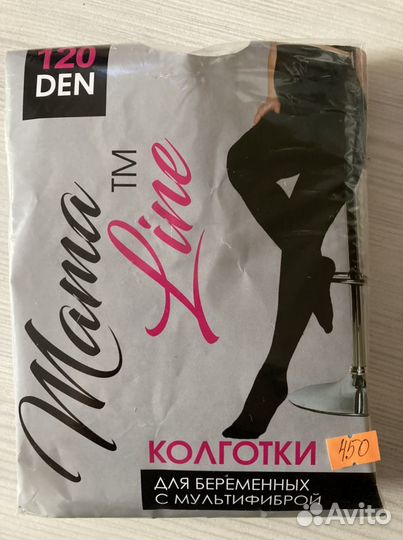 120
DEN
Mama
Line
TM
КОЛГОТКИ
450
ДЛЯ БЕРЕМЕННЫХ
С МУЛЬТИФИБРОЙ
Avito